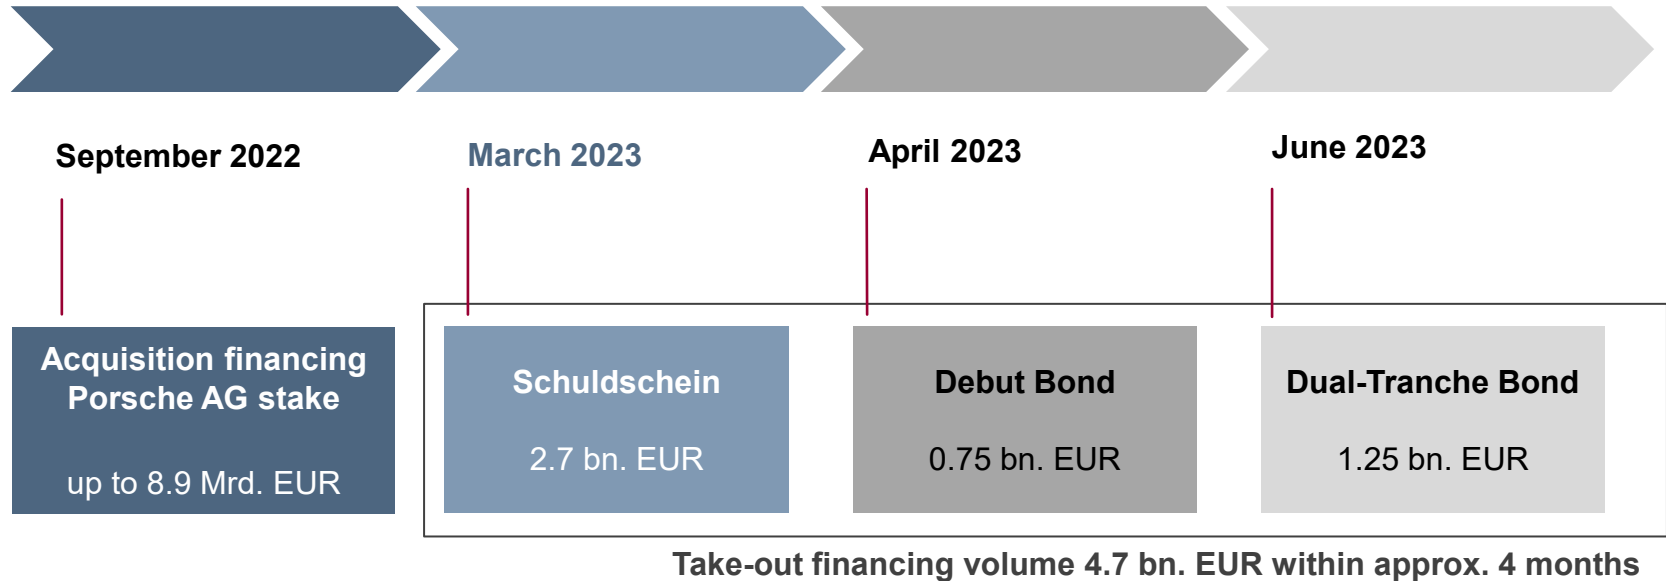 September 2022
March 2023
April 2023
June 2023
Acquisition financing
Porsche AG stake
up to 8.9 Mrd. EUR
Schuldschein
2.7 bn. EUR
Debut Bond
0.75 bn. EUR
Dual-Tranche Bond
1.25 bn. EUR
Take-out financing volume 4.7 bn. EUR within approx. 4 months